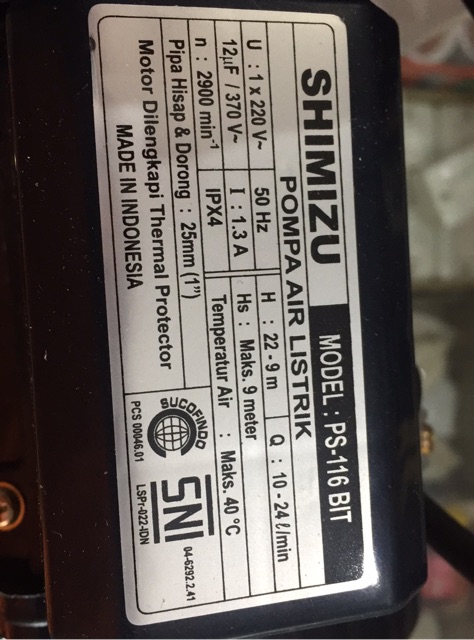 SHIMIZU MODEL : PS-116 BIT
POMPA AIR LISTRIK
U : 1 x 220 V~ 50 Hz H : 22 - 9 m Q : 10 - 24 ℓ/min
12µF / 370 V~ I : 1.3 A Hs : Maks. 9 meter
n : 2900 min⁻¹ IPX4 Temperatur Air : Maks. 40 °C
Pipa Hisap & Dorong : 25mm (1")
Motor Dilengkapi Thermal Protector
MADE IN INDONESIA
SUCOFINDO
PCS 00046.01
SNI
04-6292.2.41
LSPr-022-IDN